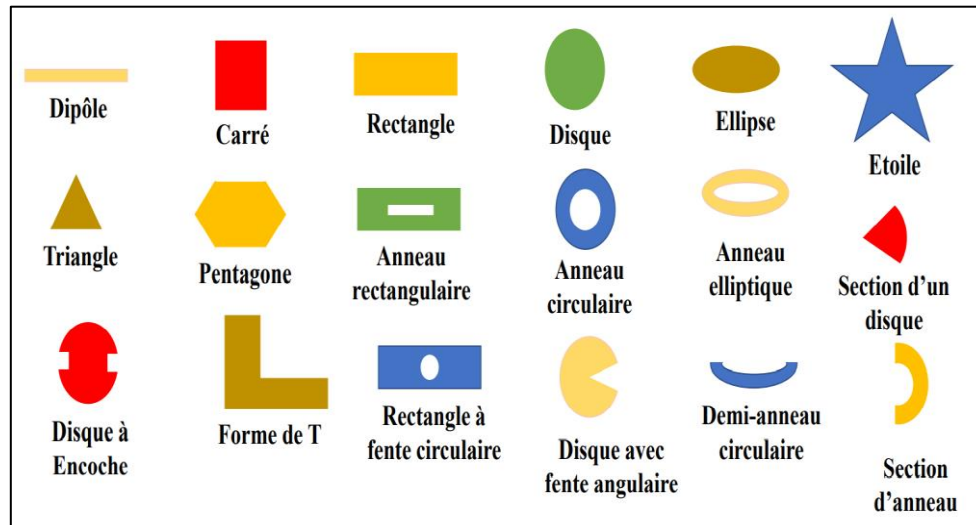 Dipôle
Carré
Rectangle
Disque
Ellipse
Etoile
Triangle
Pentagone
Anneau
rectangulaire
Anneau
circulaire
Anneau
elliptique
Section d'un
disque
Disque à
Encoche
Forme de T
Rectangle à
fente circulaire
Disque avec
fente angulaire
Demi-anneau
circulaire
Section
d'anneau